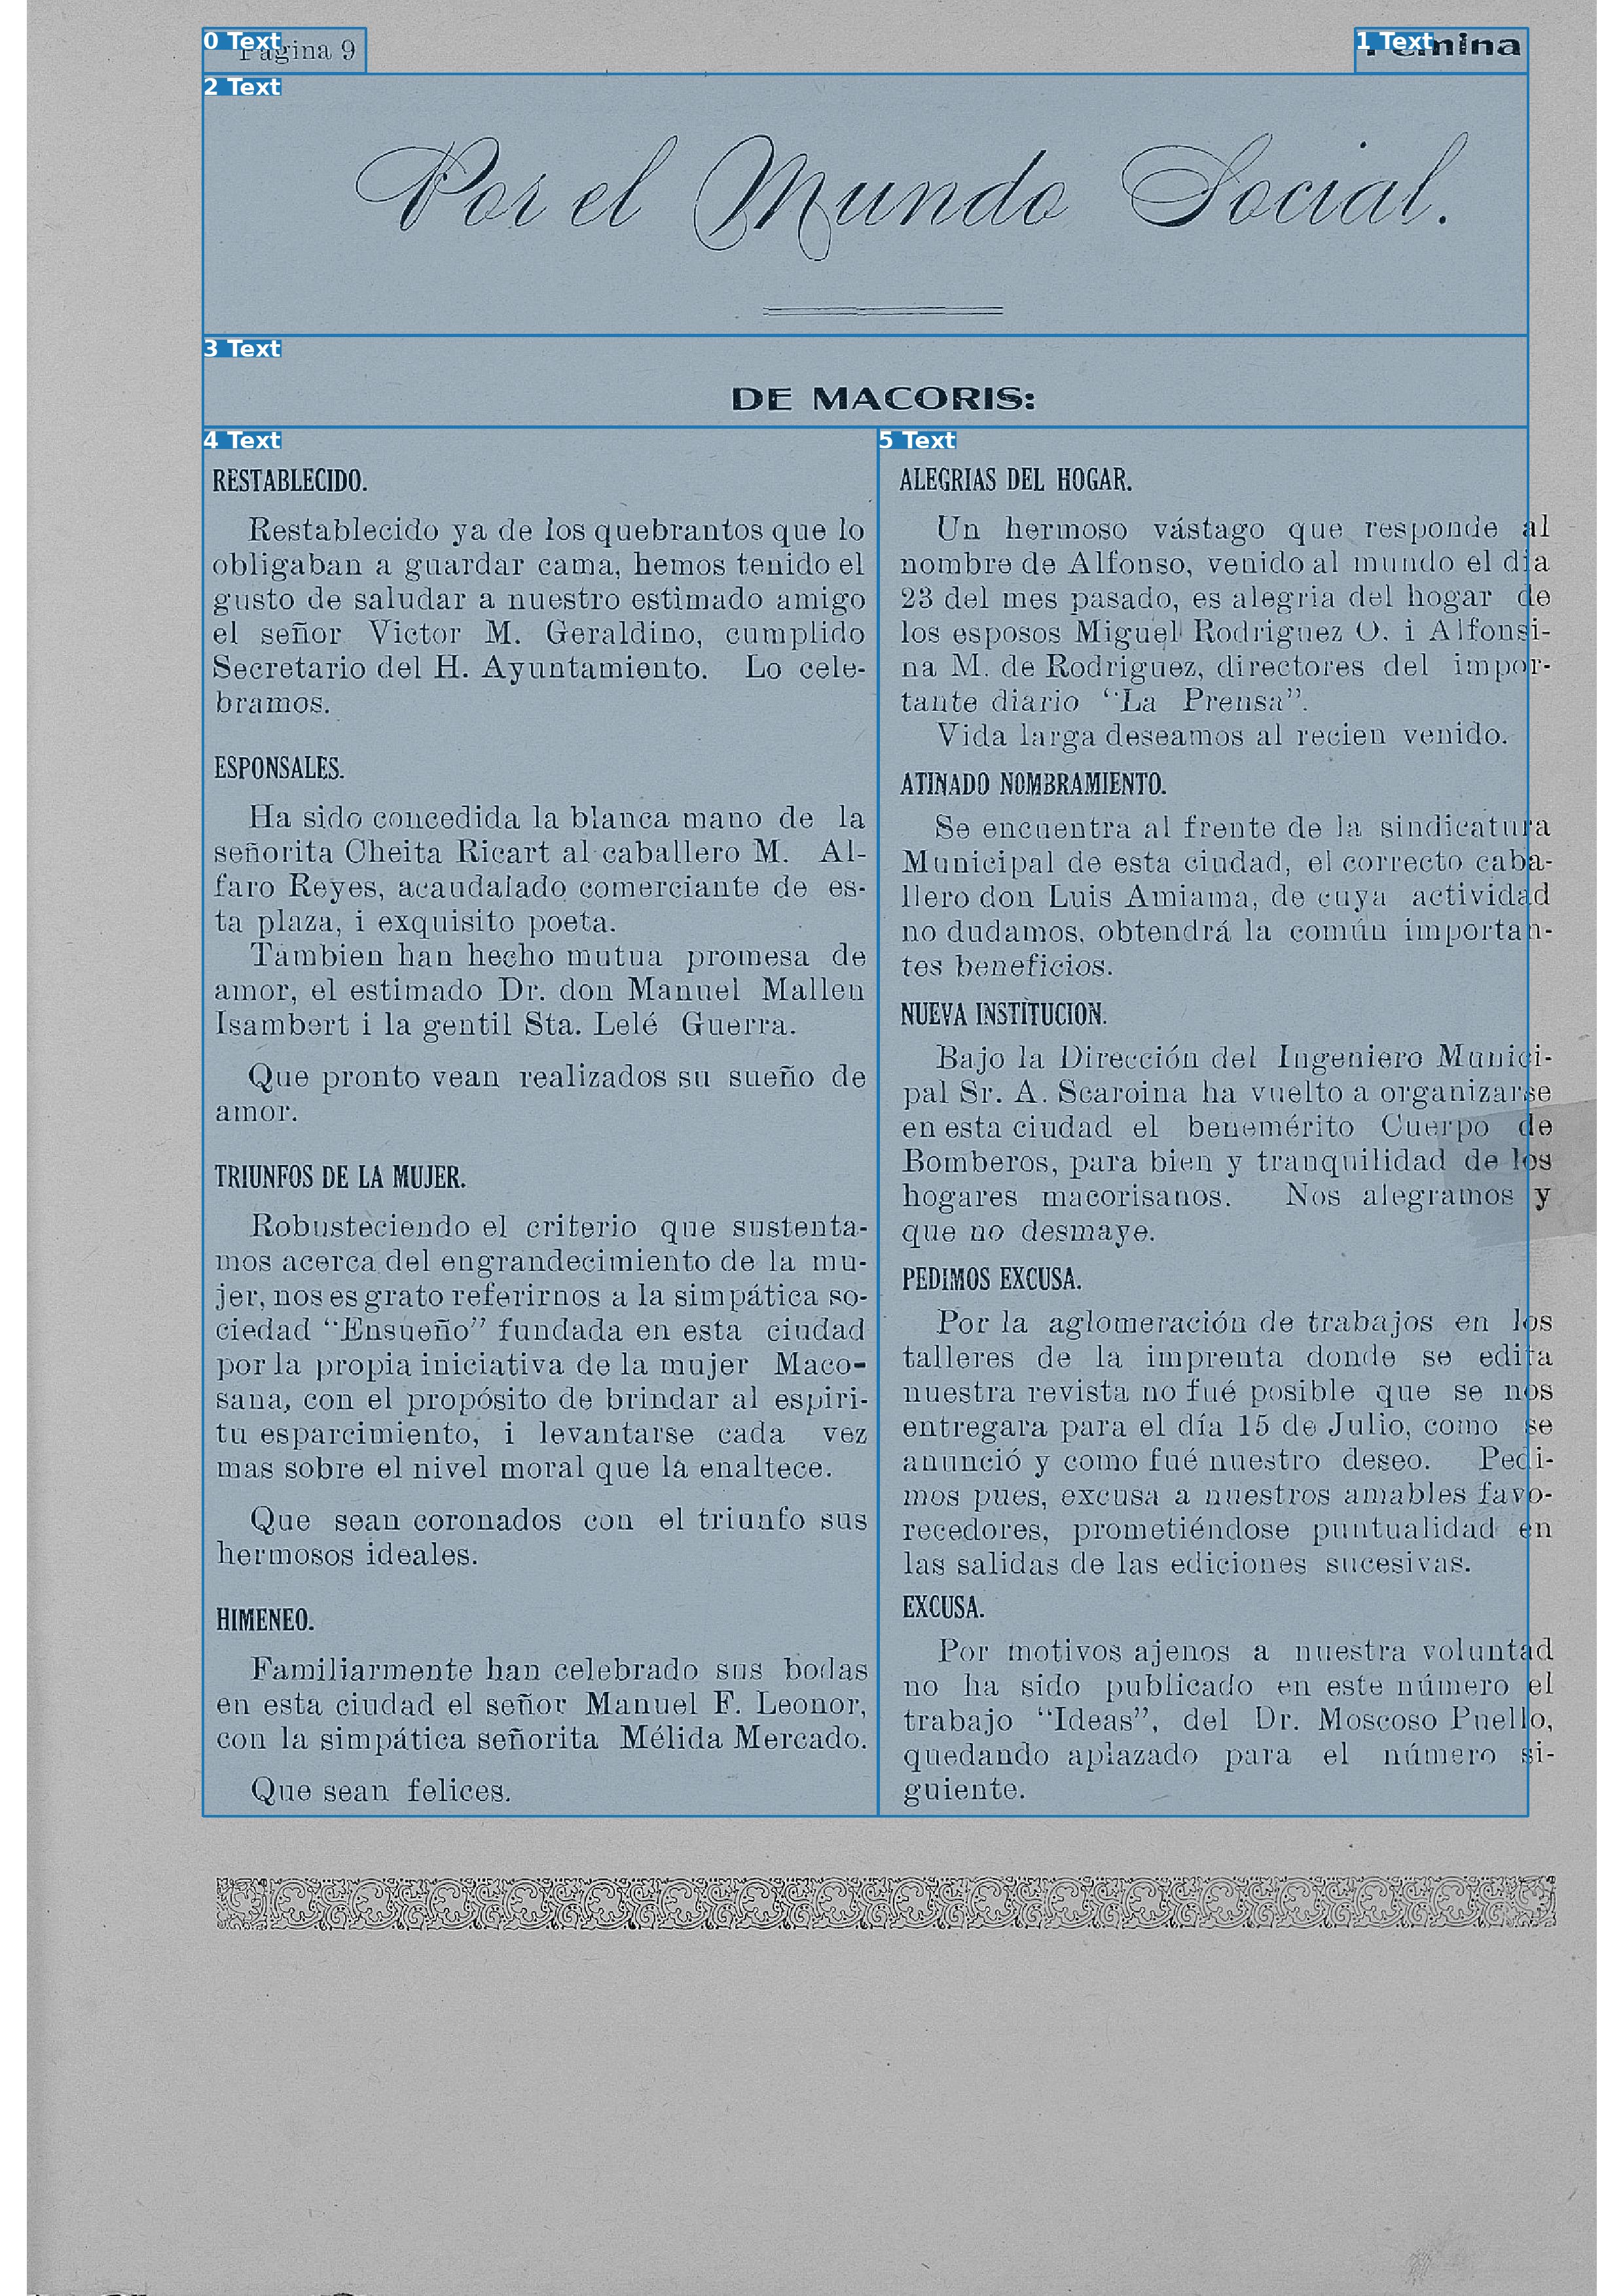 Página 9
Femina
Por el Mundo Social.
DE MACORIS:
RESTABLECIDO.
Restablecido ya de los quebrantos que lo
obligaban a guardar cama, hemos tenido el
gusto de saludar a nuestro estimado amigo
el señor Victor M. Geraldino, cumplido
Secretario del H. Ayuntamiento. Lo cele-
bramos.
ESPONSALES.
Ha sido concedida la blanca mano de la
señorita Cheita Ricart al caballero M. Al-
faro Reyes, acaudalado comerciante de es-
ta plaza, i exquisito poeta.
Tambien han hecho mutua promesa de
amor, el estimado Dr. don Manuel Mallen
Isambert i la gentil Sta. Lelé Guerra.
Que pronto vean realizados su sueño de
amor.
TRIUNFOS DE LA MUJER.
Robusteciendo el criterio que sustenta-
mos acerca del engrandecimiento de la mu-
jer, nos es grato referirnos a la simpática so-
ciedad “Ensueño” fundada en esta ciudad
por la propia iniciativa de la mujer Maco-
sana, con el propósito de brindar al espiri-
tu esparcimiento, i levantarse cada vez
mas sobre el nivel moral que la enaltece.
Que sean coronados con el triunfo sus
hermosos ideales.
HIMENEO.
Familiarmente han celebrado sus bodas
en esta ciudad el señor Manuel F. Leonor,
con la simpática señorita Mélida Mercado.
Que sean felices.
ALEGRIAS DEL HOGAR.
Un hermoso vástago que responde al
nombre de Alfonso, venido al mundo el dia
23 del mes pasado, es alegria del hogar de
los esposos Miguel Rodriguez O. i Alfonsi-
na M. de Rodriguez, directores del impor-
tante diario “La Prensa”.
Vida larga deseamos al recien venido.
ATINADO NOMBRAMIENTO.
Se encuentra al frente de la sindicatura
Municipal de esta ciudad, el correcto caba-
llero don Luis Amiama, de cuya actividad
no dudamos, obtendrá la común importan-
tes beneficios.
NUEVA INSTITUCION.
Bajo la Dirección del Ingeniero Munici-
pal Sr. A. Scaroina ha vuelto a organizarse
en esta ciudad el benemérito Cuerpo de
Bomberos, para bien y tranquilidad de los
hogares macorisanos. Nos alegramos y
que no desmaye.
PEDIMOS EXCUSA.
Por la aglomeración de trabajos en los
talleres de la imprenta donde se edita
nuestra revista no fué posible que se nos
entregara para el día 15 de Julio, como se
anunció y como fué nuestro deseo. Pedi-
mos pues, excusa a nuestros amables favo-
recedores, prometiéndose puntualidad en
las salidas de las ediciones sucesivas.
EXCUSA.
Por motivos ajenos a nuestra voluntad
no ha sido publicado en este número el
trabajo “Ideas”, del Dr. Moscoso Puello,
quedando aplazado para el número si-
guiente.